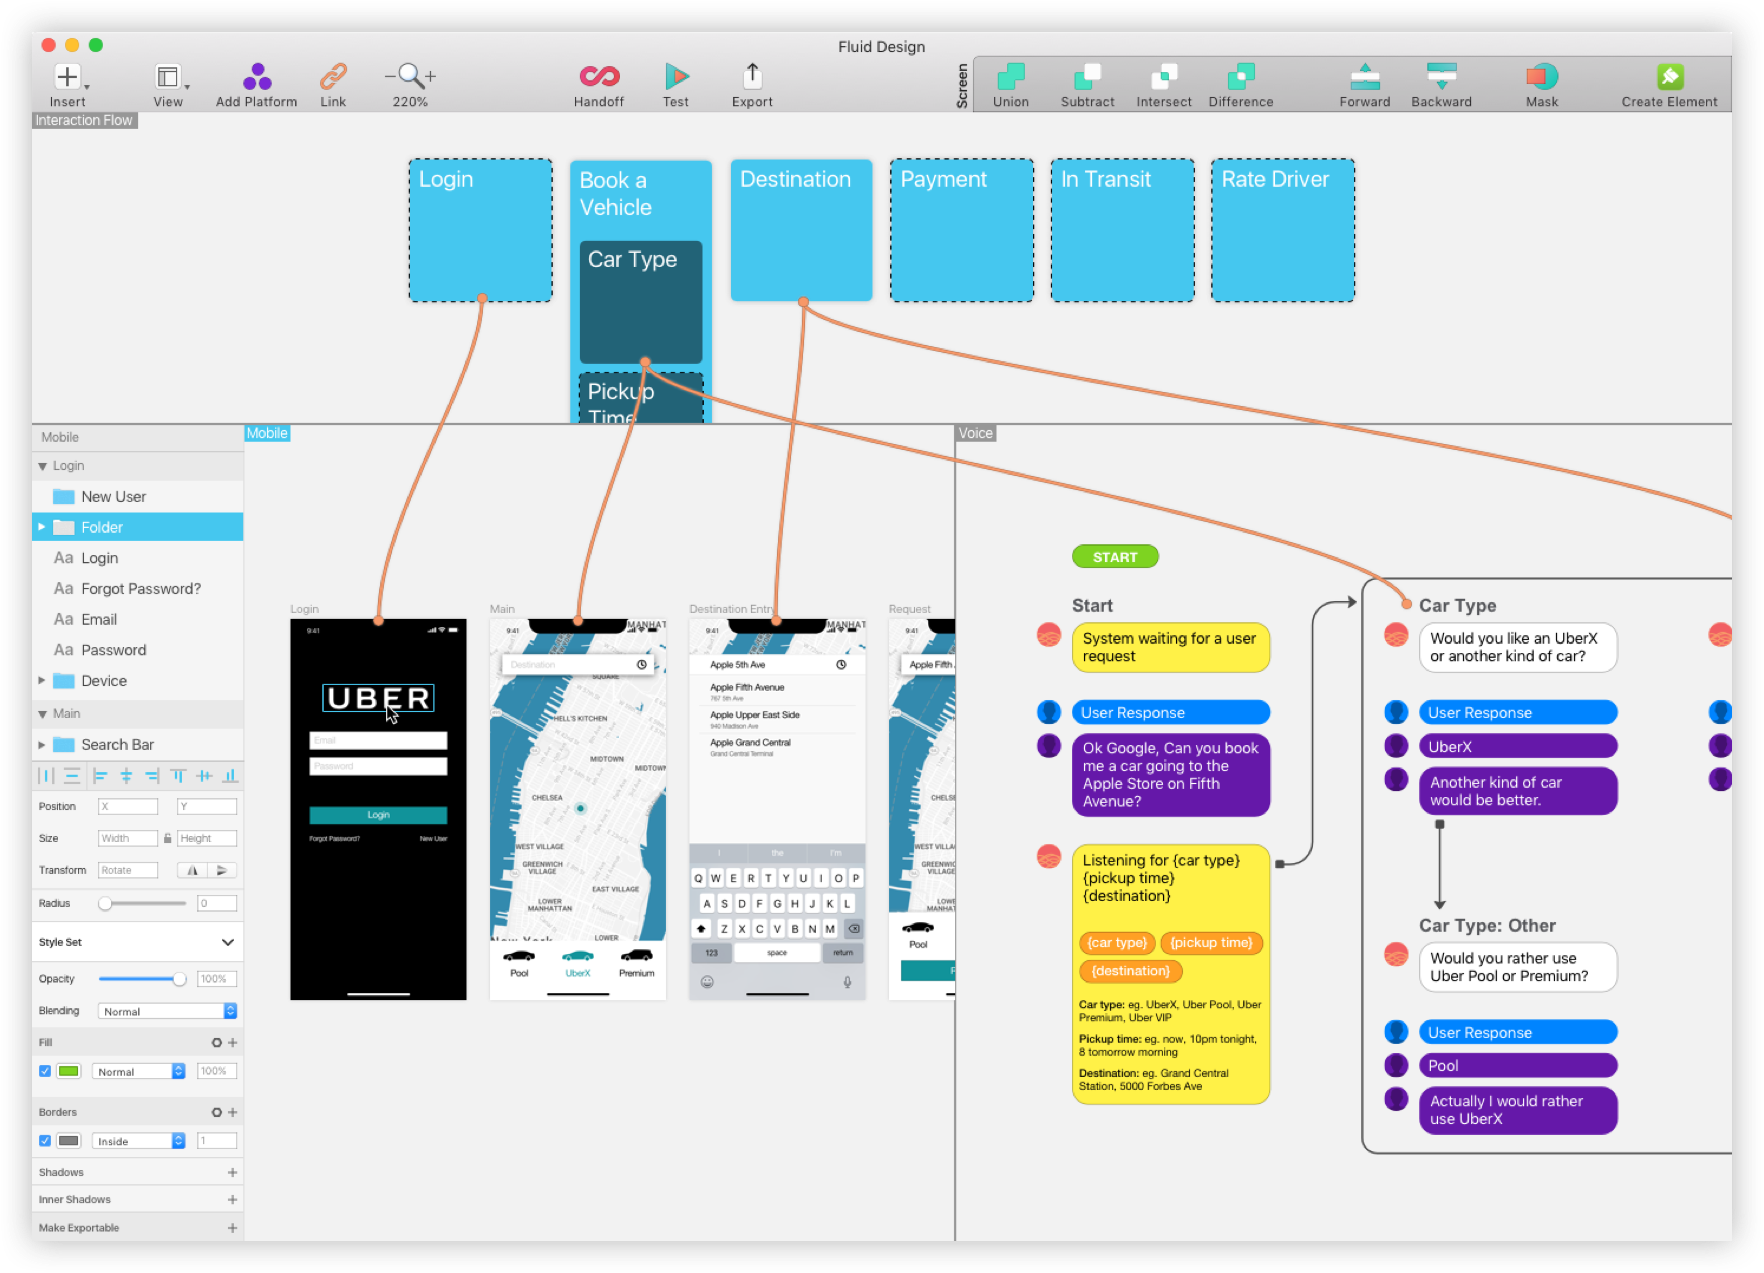 Fluid Design
Insert
View
Add Platform
Link
220%
Handoff
Test
Export
Screen
Union
Subtract
Intersect
Difference
Forward
Backward
Mask
Create Element
Interaction Flow
Login
Book a
Vehicle
Car Type
Pickup
Time
Destination
Payment
In Transit
Rate Driver
Mobile
Login
New User
Folder
Aa Login
Aa Forgot Password?
Aa Email
Aa Password
Device
Main
Search Bar
Position X Y
Size Width Height
Transform Rotate
Radius 0
Style Set
Opacity 100%
Blending Normal
Fill
Normal 100%
Borders
Inside 1
Shadows
Inner Shadows
Make Exportable
Mobile
Login
9:41
UBER
Email
Password
Login
Forgot Password? New User
Main
9:41
MANHAT
Destination
SQUARE
HELL'S KITCHEN
MIDTOWN
MIDTOWN
CHELSEA
WEST VILLAGE
GREENWICH
VILLAGE
EAST VILLAGE
LOWER
MANHATTAN
New York
LOWER
Pool UberX Premium
Destination Entry
9:41
MANHAT
Apple 5th Ave
Apple Fifth Avenue
767 5th Ave
Apple Upper East Side
940 Madison Ave
Apple Grand Central
Grand Central Terminal
I the I'm
Q W E R T Y U I O P
A S D F G H J K L
Z X C V B N M
123 space return
Request
9:41
Apple Fifth
CHELS
WEST VILLAGE
GREENWICH
VILLAGE
LOWER
MANHA
Pool
Voice
START
Start
System waiting for a user
request
User Response
Ok Google, Can you book
me a car going to the
Apple Store on Fifth
Avenue?
Listening for {car type}
{pickup time}
{destination}
{car type} {pickup time}
{destination}
Car type: eg. UberX, Uber Pool, Uber
Premium, Uber VIP
Pickup time: eg. now, 10pm tonight,
8 tomorrow morning
Destination: eg. Grand Central
Station, 5000 Forbes Ave
Car Type
Would you like an UberX
or another kind of car?
User Response
UberX
Another kind of car
would be better.
Car Type: Other
Would you rather use
Uber Pool or Premium?
User Response
Pool
Actually I would rather
use UberX